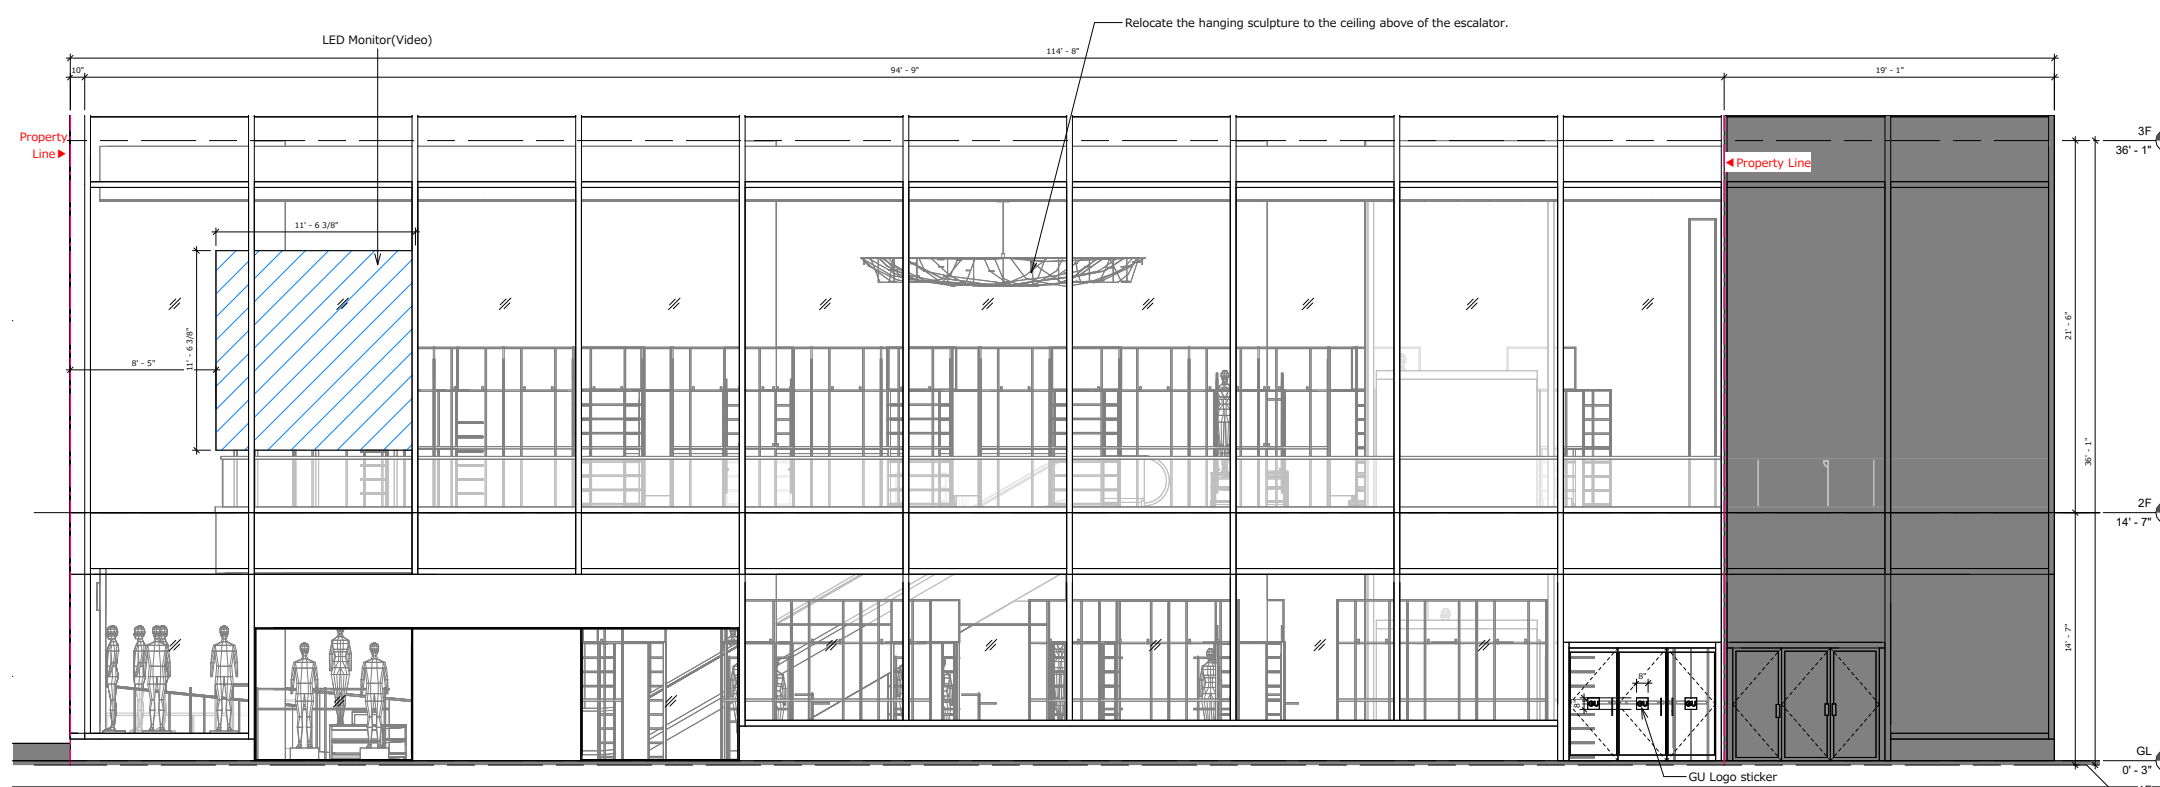 Relocate the hanging sculpture to the ceiling above of the escalator.
LED Monitor(Video)
114' - 8"
10"
94' - 9"
19' - 1"
Property
Line
3F
36' - 1"
Property Line
11' - 6 3/8"
11' - 6 3/8"
8' - 5"
21' - 6"
36' - 1"
2F
14' - 7"
14' - 7"
8"
8"
GU
GU
GU
GU Logo sticker
GL
0' - 3"